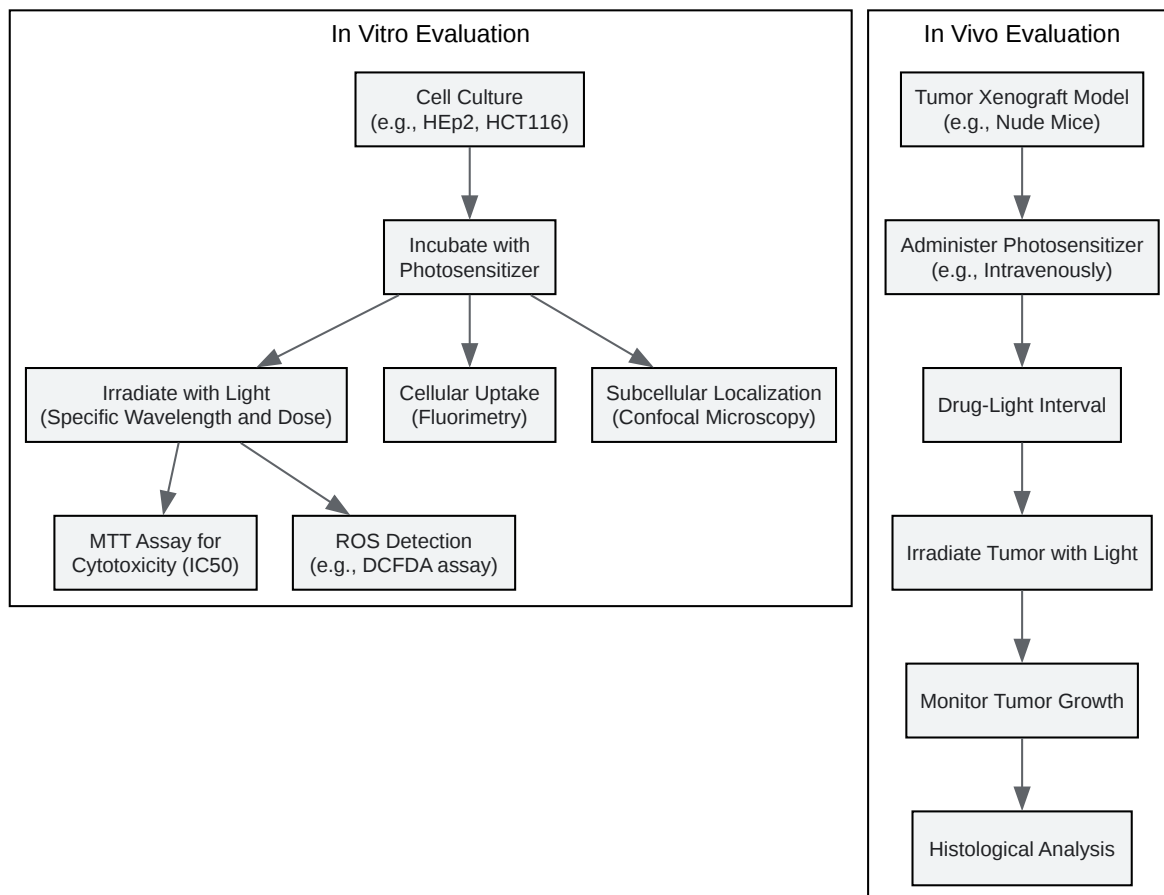 In Vitro Evaluation
Cell Culture
(e.g., HEp2, HCT116)
Incubate with
Photosensitizer
Irradiate with Light
(Specific Wavelength and Dose)
Cellular Uptake
(Fluorimetry)
Subcellular Localization
(Confocal Microscopy)
MTT Assay for
Cytotoxicity (IC50)
ROS Detection
(e.g., DCFDA assay)
In Vivo Evaluation
Tumor Xenograft Model
(e.g., Nude Mice)
Administer Photosensitizer
(e.g., Intravenously)
Drug-Light Interval
Irradiate Tumor with Light
Monitor Tumor Growth
Histological Analysis